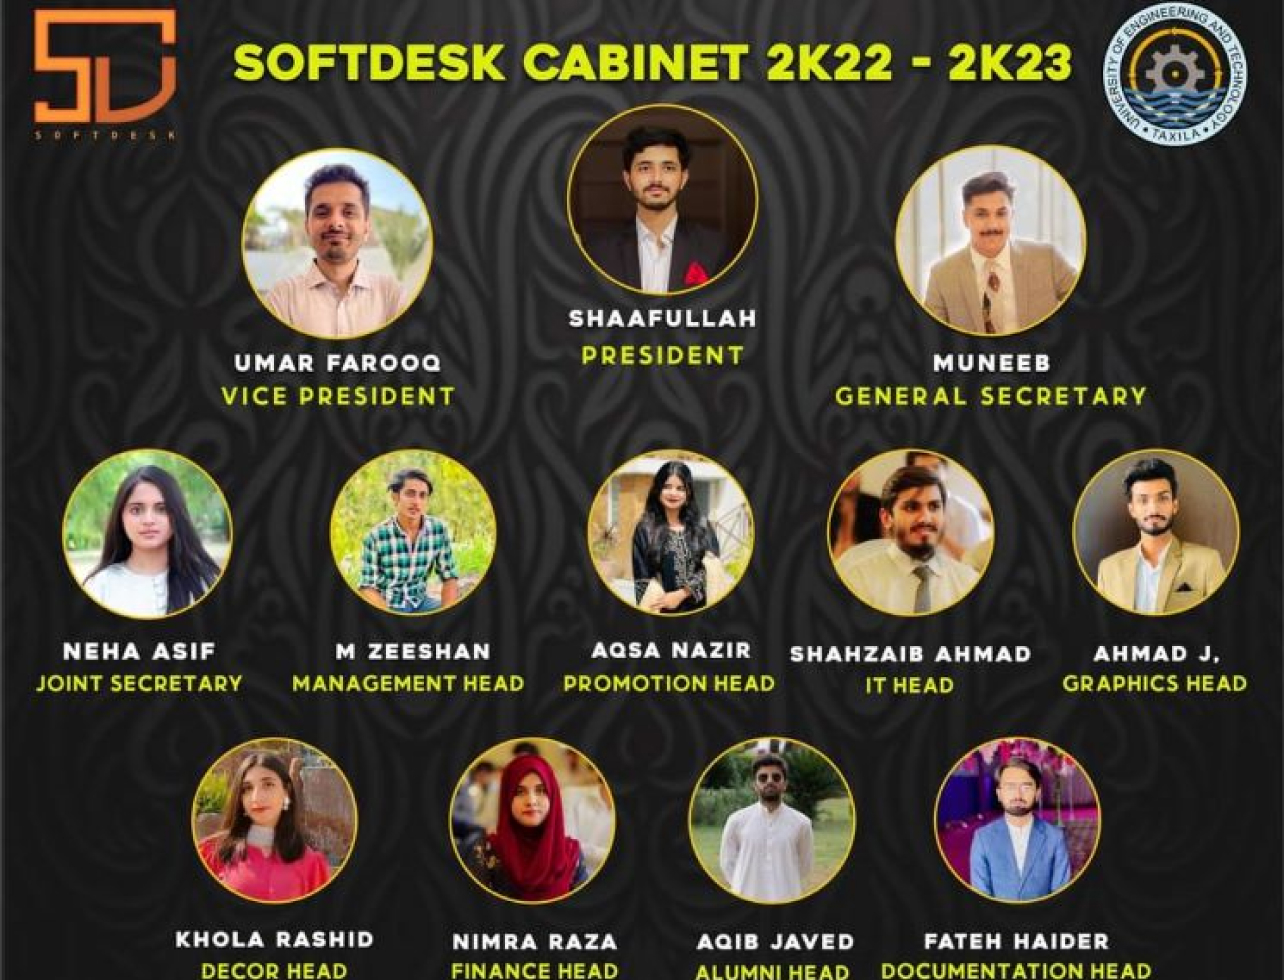 SOFTDESK CABINET 2K22 - 2K23
SOFTDESK
UNIVERSITY OF ENGINEERING AND TECHNOLOGY
• TAXILA •
SHAAFULLAH
PRESIDENT
UMAR FAROOQ
VICE PRESIDENT
MUNEEB
GENERAL SECRETARY
NEHA ASIF
JOINT SECRETARY
M ZEESHAN
MANAGEMENT HEAD
AQSA NAZIR
PROMOTION HEAD
SHAHZAIB AHMAD
IT HEAD
AHMAD J,
GRAPHICS HEAD
KHOLA RASHID
DECOR HEAD
NIMRA RAZA
FINANCE HEAD
AQIB JAVED
ALUMNI HEAD
FATEH HAIDER
DOCUMENTATION HEAD